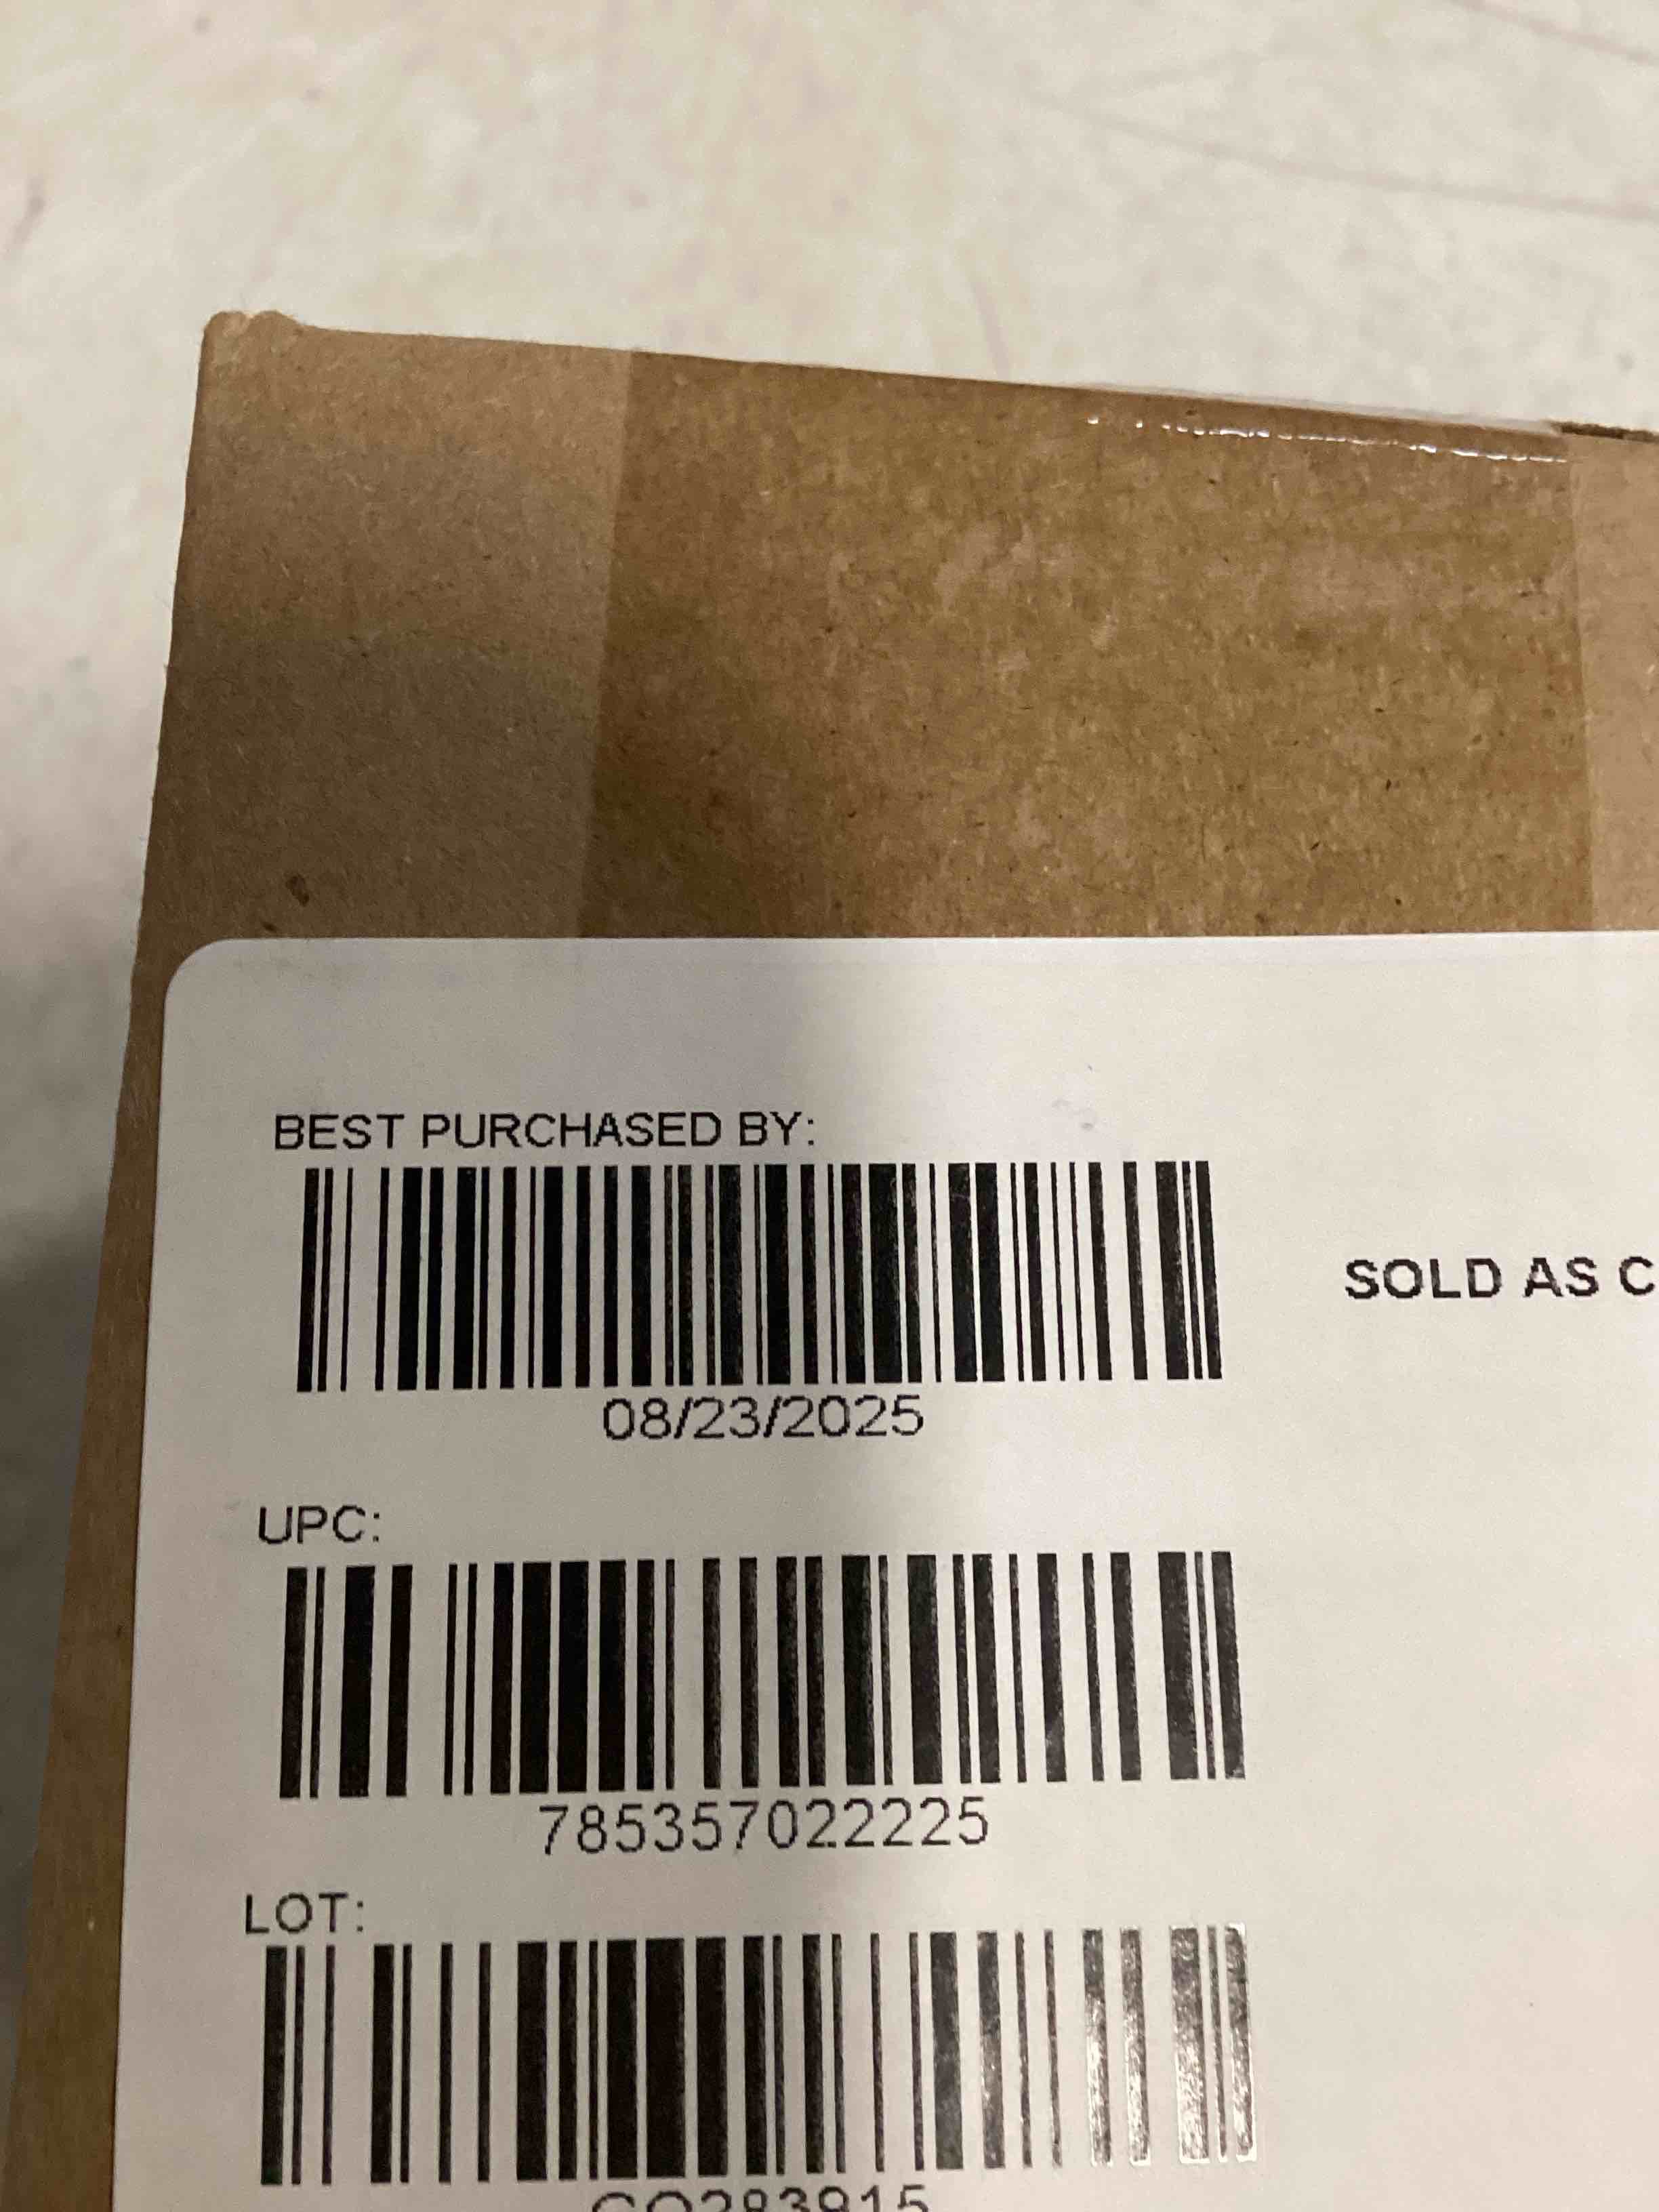 BEST PURCHASED BY:
08/23/2025
SOLD AS
UPC:
785357022225
LOT: